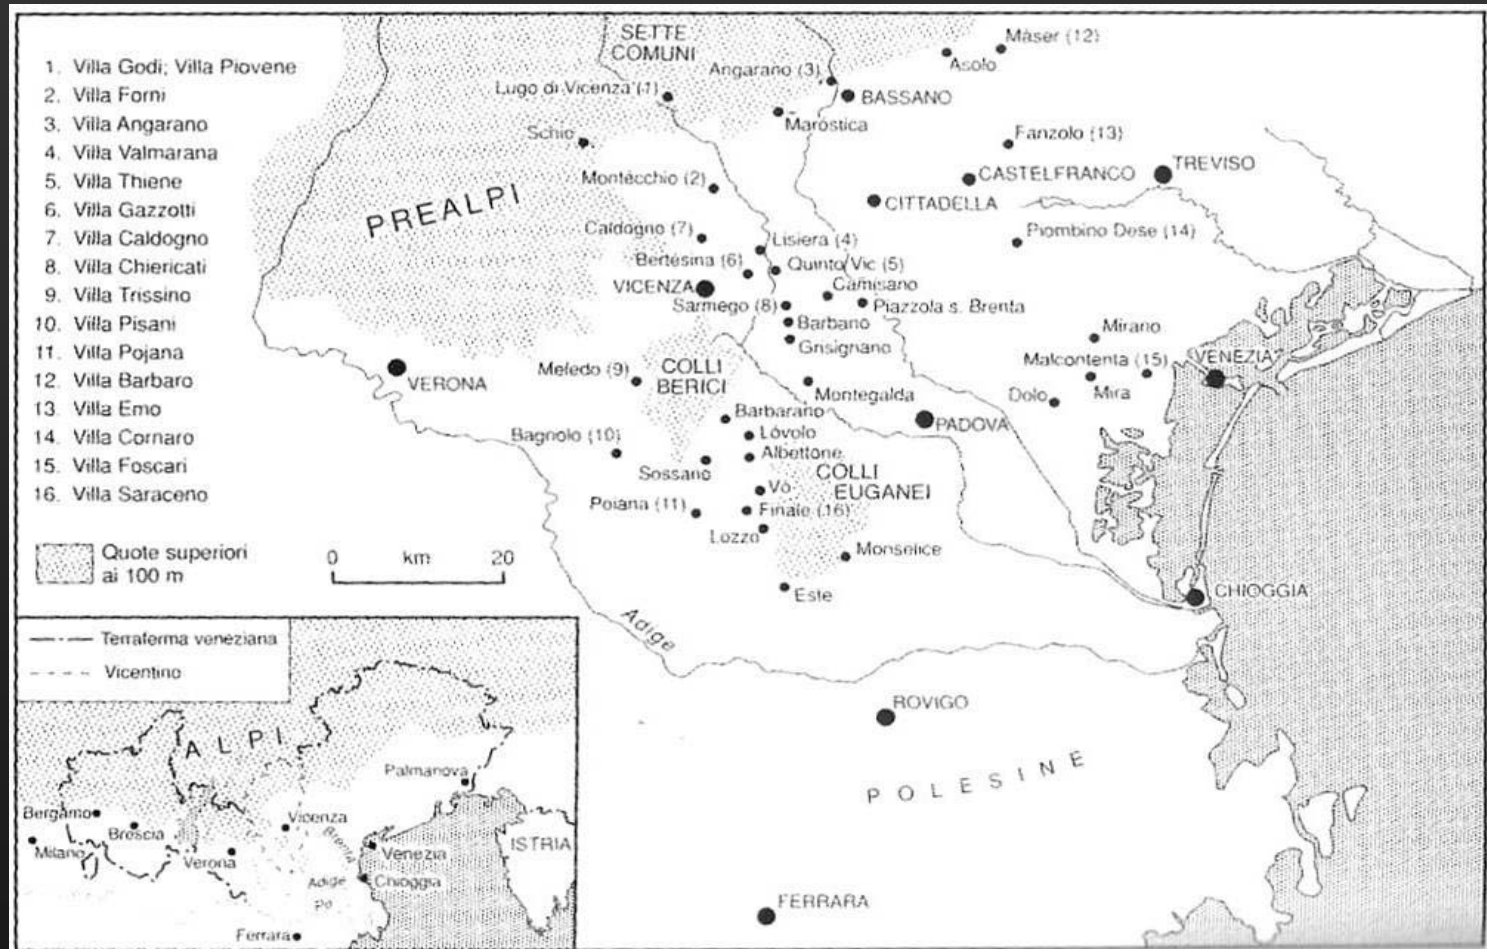 1. Villa Godi; Villa Piovene
2. Villa Forni
3. Villa Angarano
4. Villa Valmarana
5. Villa Thiene
6. Villa Gazzotti
7. Villa Caldogno
8. Villa Chiericati
9. Villa Trissino
10. Villa Pisani
11. Villa Pojana
12. Villa Barbaro
13. Villa Emo
14. Villa Cornaro
15. Villa Foscari
16. Villa Saraceno
Quote superiori
ai 100 m
0 km 20
SETTE
COMUNI
Màser (12)
Asolo
Angarano (3)
Lugo di Vicenza (1)
BASSANO
Maròstica
Schio
Fanzolo (13)
TREVISO
CASTELFRANCO
Montécchio (2)
PREALPI
CITTADELLA
Caldogno (7)
Lisiera (4)
Piombino Dese (14)
Bertésina (6)
Quinto Vic (5)
VICENZA
Camisano
Sarmego (8)
Piazzola s. Brenta
Barbano
Mirano
Grisignano
Malcontenta (15)
VENEZIA
Meledo (9)
COLLI
BERICI
VERONA
Montegalda
Dolo
Mira
Barbarano
PADOVA
Bagnolo (10)
Lóvolo
Albettone
Sossano
COLLI
EUGANEI
Vò
Poiana (11)
Finale (16)
Lozzo
Monselice
Este
CHIOGGIA
Adige
ROVIGO
POLESINE
FERRARA
Terraferma veneziana
Vicentino
ALPI
Palmanova
Bergamo
Vicenza
Brescia
Brenta
ISTRIA
Milano
Verona
Venezia
Adige
Chioggia
Po
Ferrara